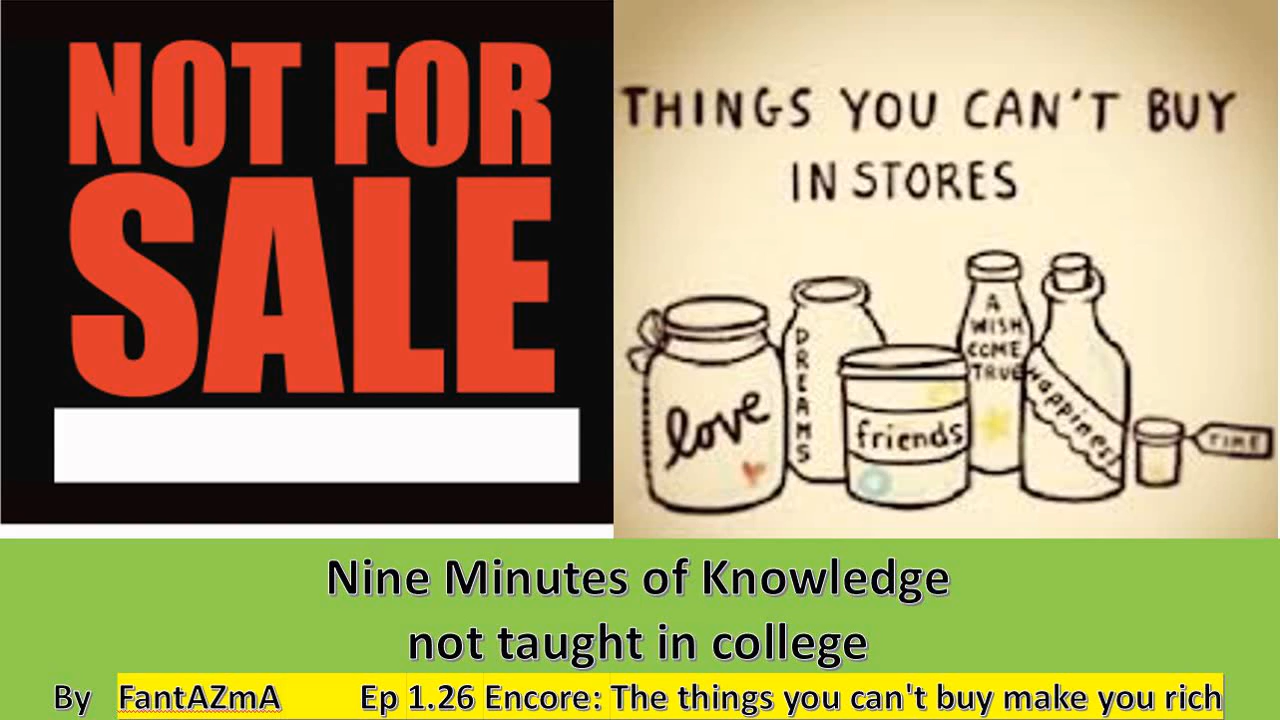 NOT FOR
SALE
THINGS YOU CAN'T BUY
IN STORES
love
DREAMS
friends
A
WISH
COME
TRUE
Happiness
TIME
Nine Minutes of Knowledge
not taught in college
By FantAZmA Ep 1.26 Encore: The things you can't buy make you rich